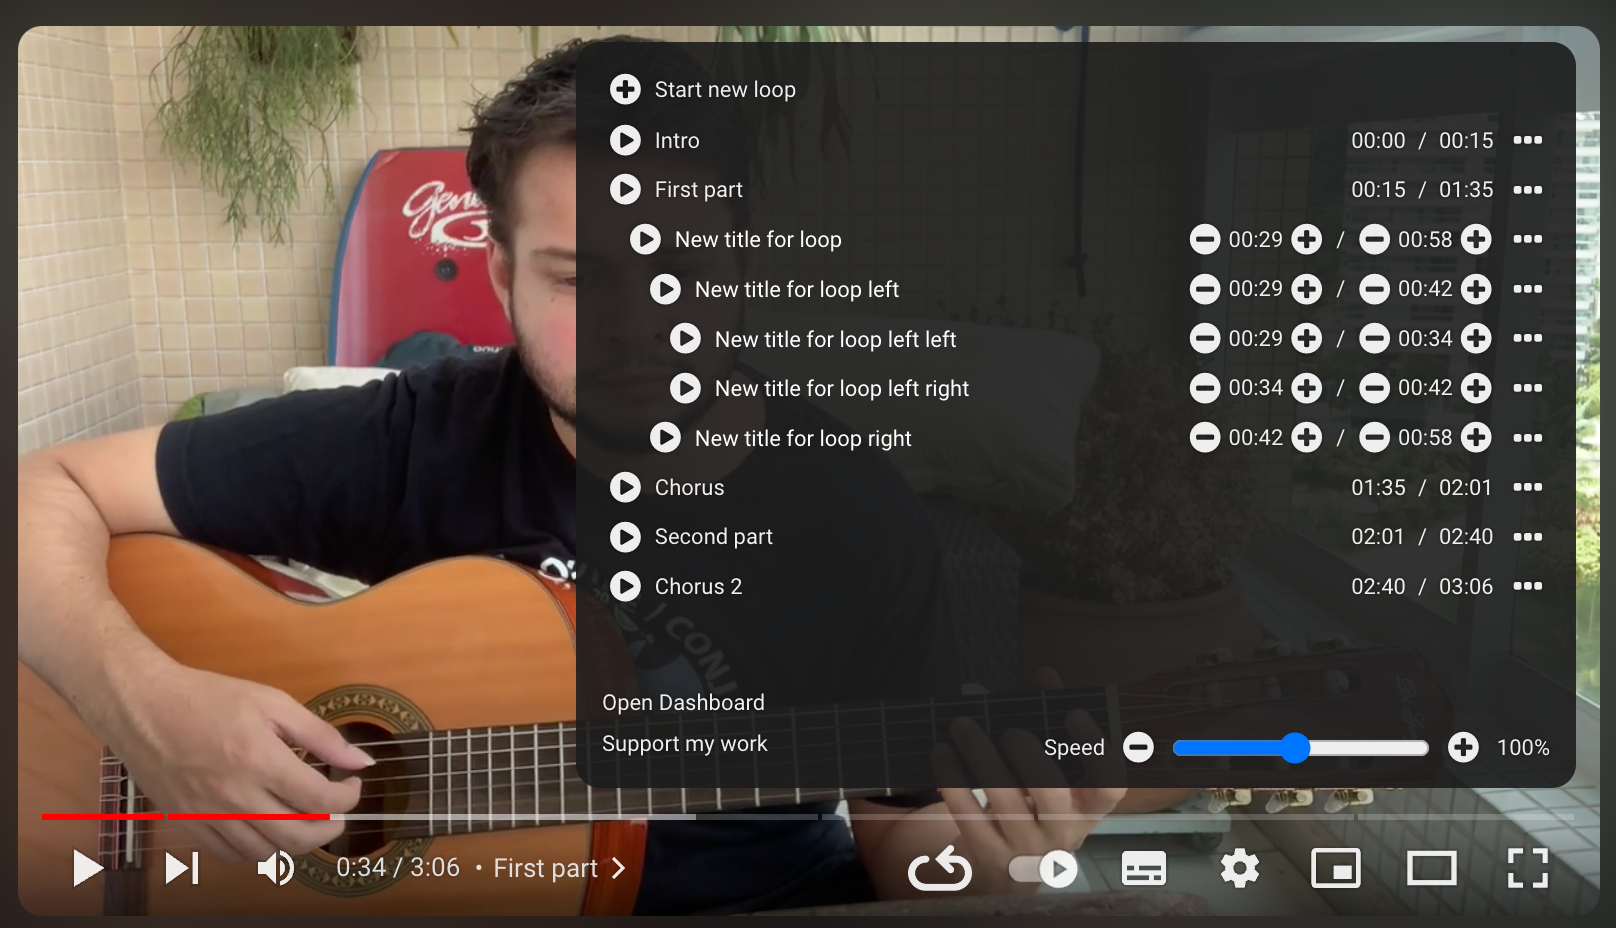 Start new loop
Intro 00:00 / 00:15
First part 00:15 / 01:35
New title for loop 00:29 / 00:58
New title for loop left 00:29 / 00:42
New title for loop left left 00:29 / 00:34
New title for loop left right 00:34 / 00:42
New title for loop right 00:42 / 00:58
Chorus 01:35 / 02:01
Second part 02:01 / 02:40
Chorus 2 02:40 / 03:06
Open Dashboard
Support my work
Speed 100%
0:34 / 3:06 • First part